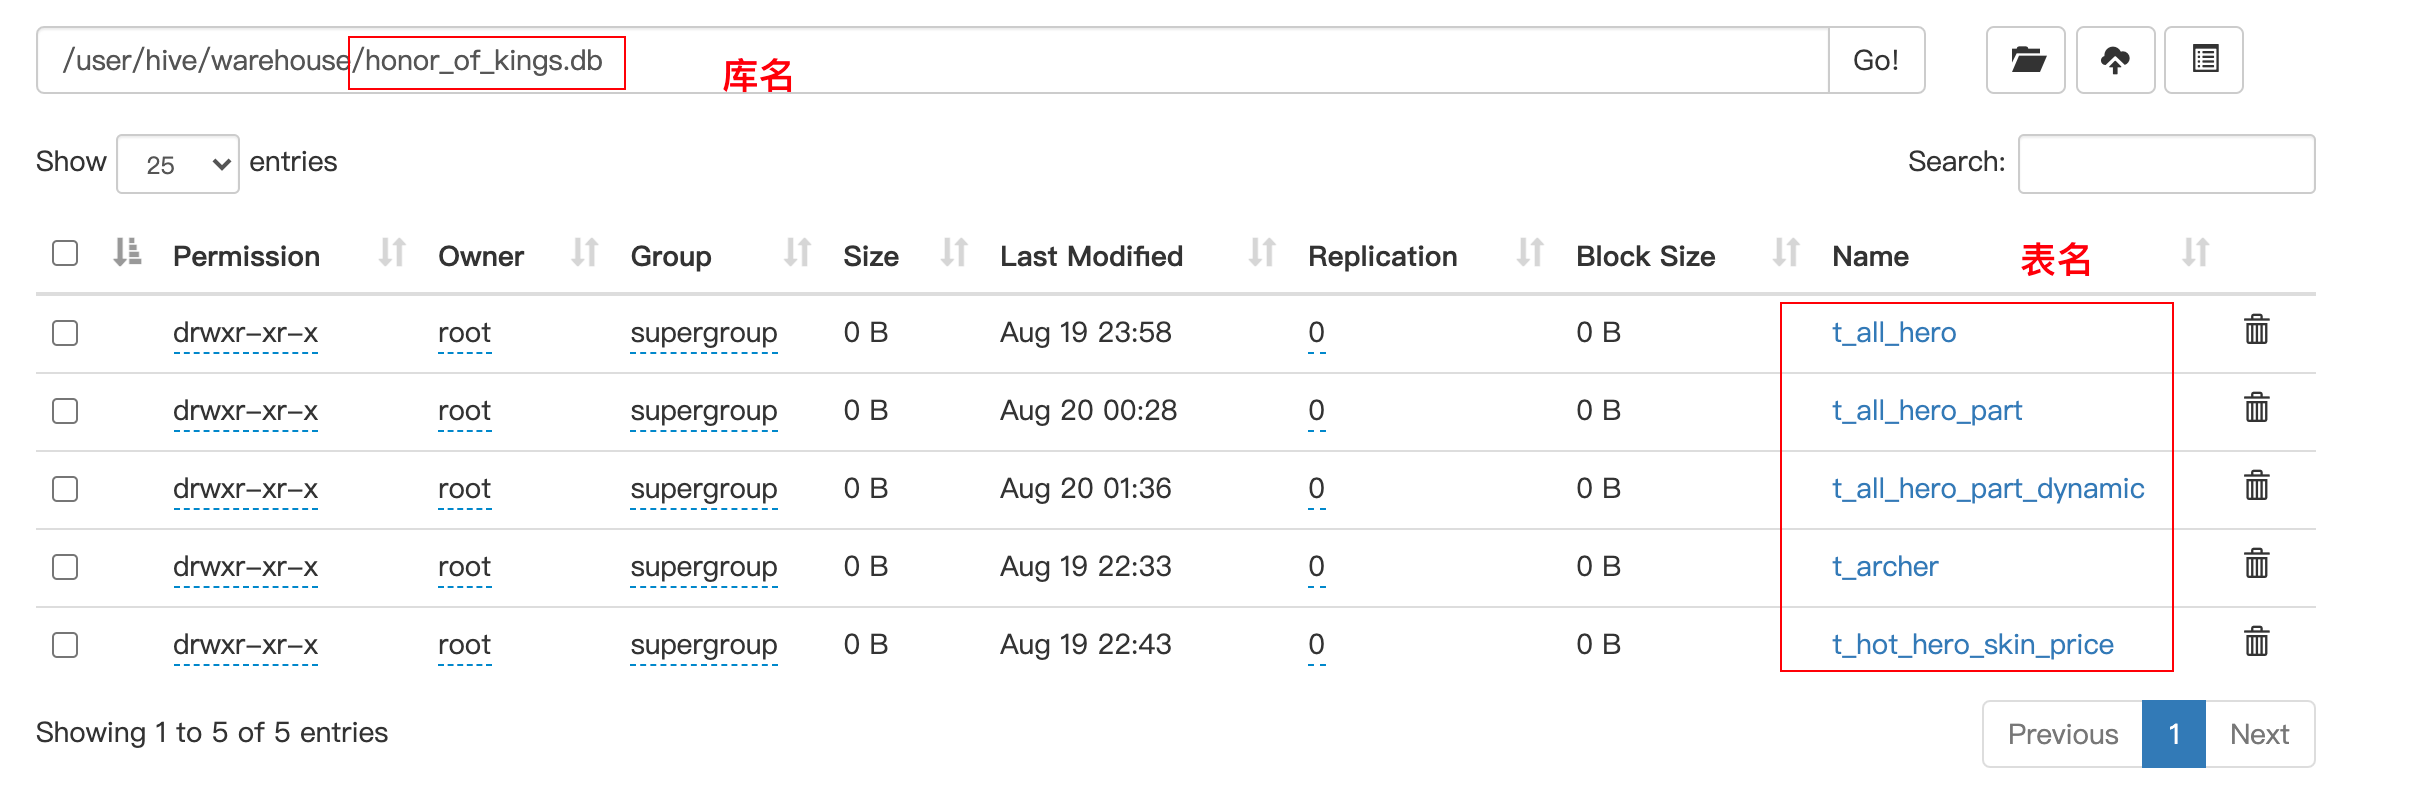 /user/hive/warehouse/honor_of_kings.db 库名 Go!
Show 25 entries Search:
Permission Owner Group Size Last Modified Replication Block Size Name 表名
drwxr-xr-x root supergroup 0 B Aug 19 23:58 0 0 B t_all_hero
drwxr-xr-x root supergroup 0 B Aug 20 00:28 0 0 B t_all_hero_part
drwxr-xr-x root supergroup 0 B Aug 20 01:36 0 0 B t_all_hero_part_dynamic
drwxr-xr-x root supergroup 0 B Aug 19 22:33 0 0 B t_archer
drwxr-xr-x root supergroup 0 B Aug 19 22:43 0 0 B t_hot_hero_skin_price
Showing 1 to 5 of 5 entries Previous 1 Next